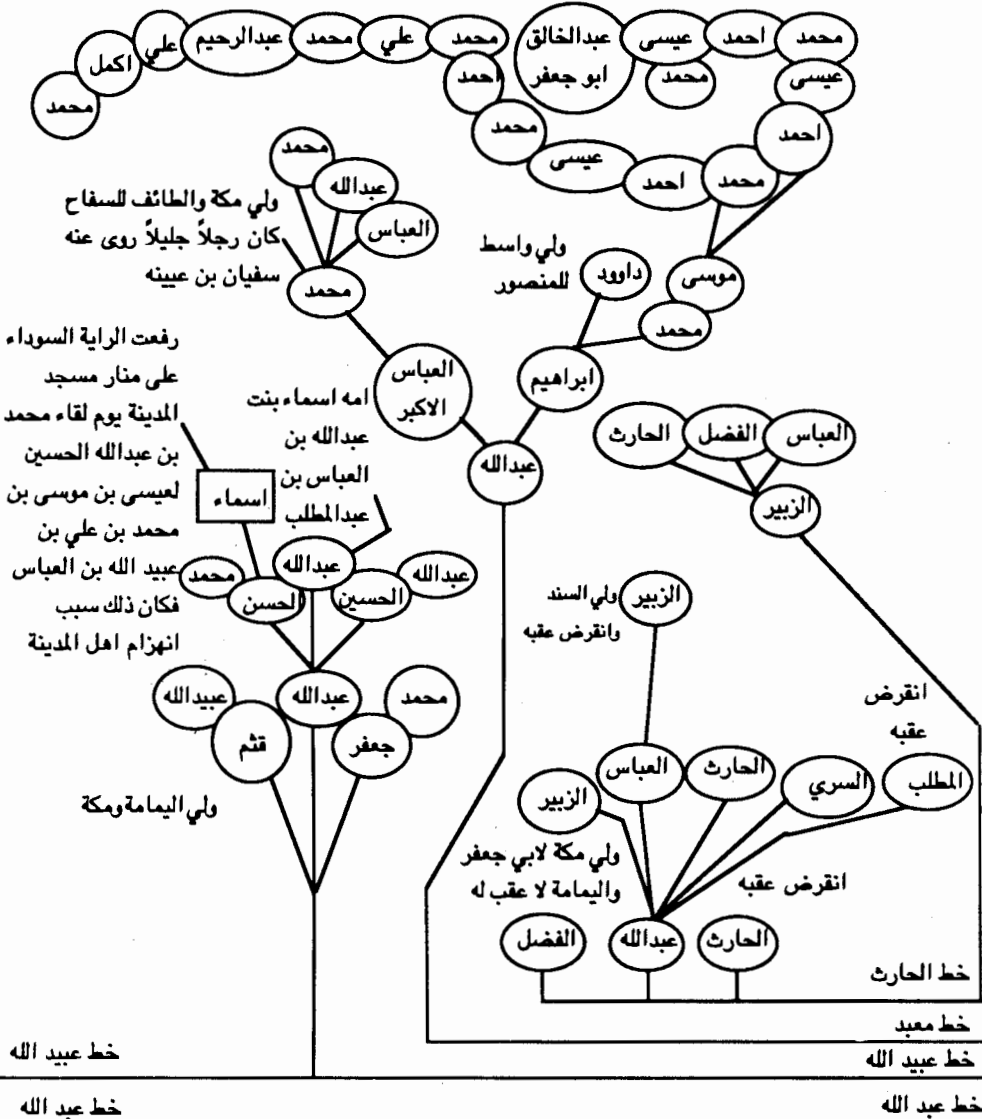 محمد
احمد
عيسى
عبدالخالق
ابو جعفر
محمد
علي
محمد
عبدالرحيم
علي
اكمل
محمد
عيسى
محمد
احمد
احمد
محمد
عيسى
احمد
محمد
موسى
محمد
داوود
ولي واسط
للمنصور
ابراهيم
محمد
عبدالله
العباس
ولي مكة والطائف للسفاح
كان رجلاً جليلاً روى عنه
سفيان بن عيينه
محمد
العباس
الاكبر
عبدالله
العباس
الفضل
الحارث
الزبير
رفعت الراية السوداء
على منار مسجد
المدينة يوم لقاء محمد
بن عبدالله الحسين
لعيسى بن موسى بن
محمد بن علي بن
عبيد الله بن العباس
فكان ذلك سبب
انهزام اهل المدينة
امه اسماء بنت
عبدالله بن
العباس بن
عبدالمطلب
اسماء
عبدالله
الحسين
عبدالله
الحسن
محمد
الزبير
ولي السند
وانقرض عقبه
محمد
جعفر
عبدالله
قثم
عبيدالله
ولي اليمامة ومكة
انقرض
عقبه
المطلب
السري
الحارث
العباس
الزبير
ولي مكة لابي جعفر
واليمامة لا عقب له
انقرض عقبه
الحارث
عبدالله
الفضل
خط الحارث
خط معبد
خط عبيد الله
خط عبيد الله
خط عبد الله
خط عبد الله